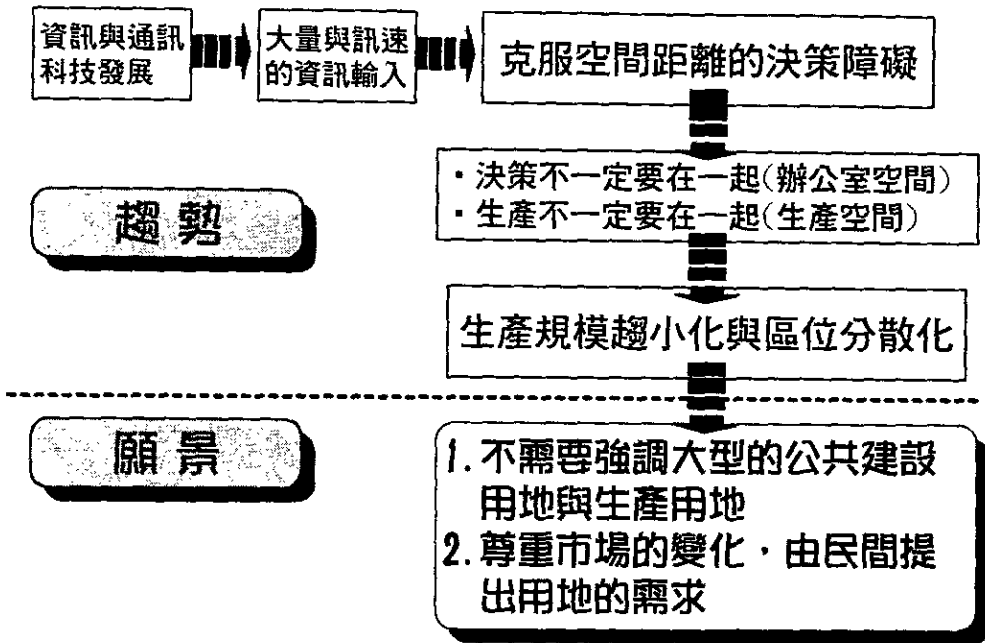 資訊與通訊
科技發展
大量與訊速
的資訊輸入
克服空間距離的決策障礙
・決策不一定要在一起(辦公室空間)
・生產不一定要在一起(生產空間)
趨勢
生產規模趨小化與區位分散化
願景
1. 不需要強調大型的公共建設
用地與生產用地
2. 尊重市場的變化，由民間提
出用地的需求